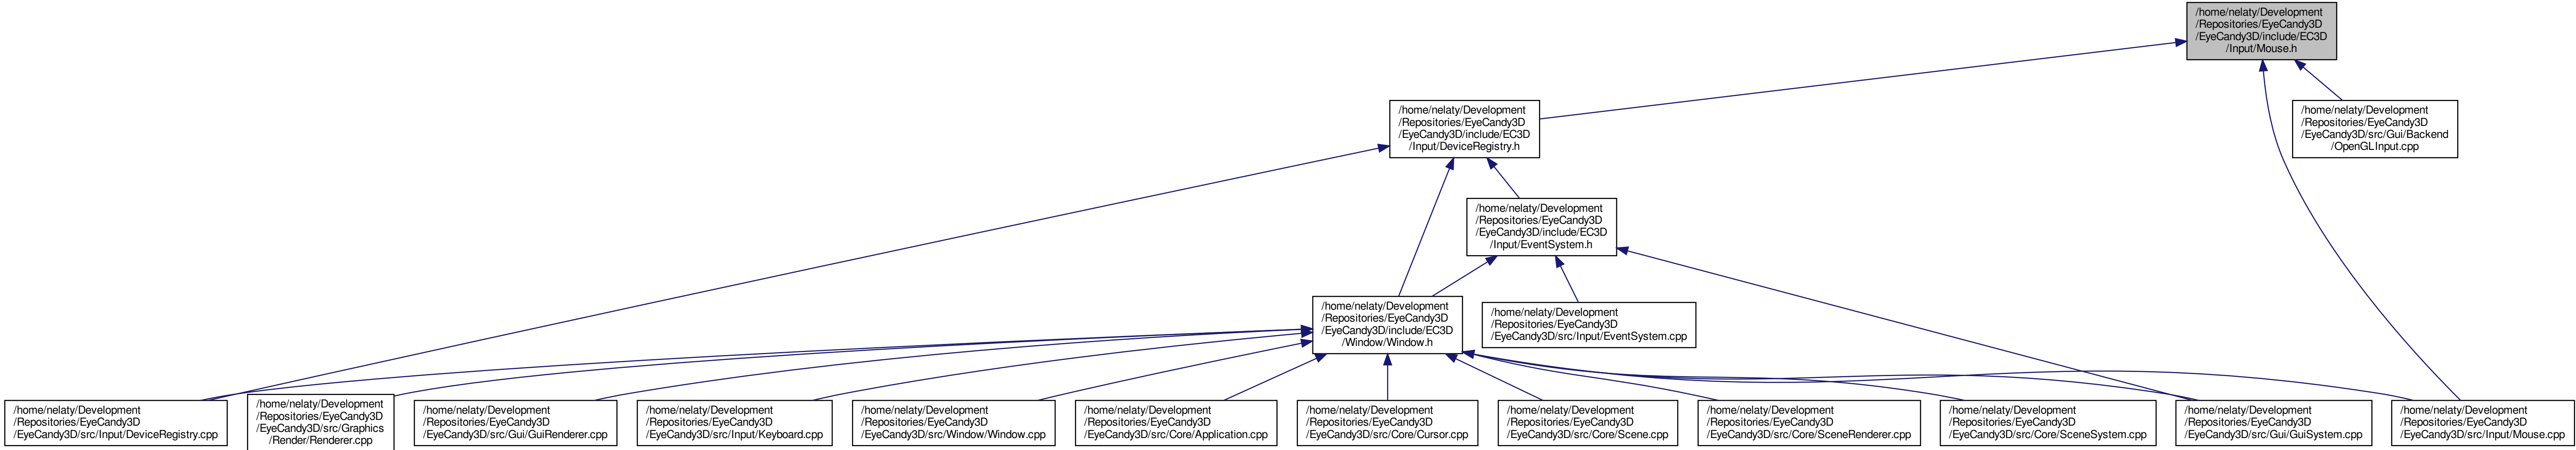 /home/nelaty/Development
/Repositories/EyeCandy3D
/EyeCandy3D/include/EC3D
/Input/Mouse.h
/home/nelaty/Development
/Repositories/EyeCandy3D
/EyeCandy3D/include/EC3D
/Input/DeviceRegistry.h
/home/nelaty/Development
/Repositories/EyeCandy3D
/EyeCandy3D/src/Gui/Backend
/OpenGLInput.cpp
/home/nelaty/Development
/Repositories/EyeCandy3D
/EyeCandy3D/include/EC3D
/Input/EventSystem.h
/home/nelaty/Development
/Repositories/EyeCandy3D
/EyeCandy3D/include/EC3D
/Window/Window.h
/home/nelaty/Development
/Repositories/EyeCandy3D
/EyeCandy3D/src/Input/EventSystem.cpp
/home/nelaty/Development
/Repositories/EyeCandy3D
/EyeCandy3D/src/Input/DeviceRegistry.cpp
/home/nelaty/Development
/Repositories/EyeCandy3D
/EyeCandy3D/src/Graphics
/Render/Renderer.cpp
/home/nelaty/Development
/Repositories/EyeCandy3D
/EyeCandy3D/src/Gui/GuiRenderer.cpp
/home/nelaty/Development
/Repositories/EyeCandy3D
/EyeCandy3D/src/Input/Keyboard.cpp
/home/nelaty/Development
/Repositories/EyeCandy3D
/EyeCandy3D/src/Window/Window.cpp
/home/nelaty/Development
/Repositories/EyeCandy3D
/EyeCandy3D/src/Core/Application.cpp
/home/nelaty/Development
/Repositories/EyeCandy3D
/EyeCandy3D/src/Core/Cursor.cpp
/home/nelaty/Development
/Repositories/EyeCandy3D
/EyeCandy3D/src/Core/Scene.cpp
/home/nelaty/Development
/Repositories/EyeCandy3D
/EyeCandy3D/src/Core/SceneRenderer.cpp
/home/nelaty/Development
/Repositories/EyeCandy3D
/EyeCandy3D/src/Core/SceneSystem.cpp
/home/nelaty/Development
/Repositories/EyeCandy3D
/EyeCandy3D/src/Gui/GuiSystem.cpp
/home/nelaty/Development
/Repositories/EyeCandy3D
/EyeCandy3D/src/Input/Mouse.cpp